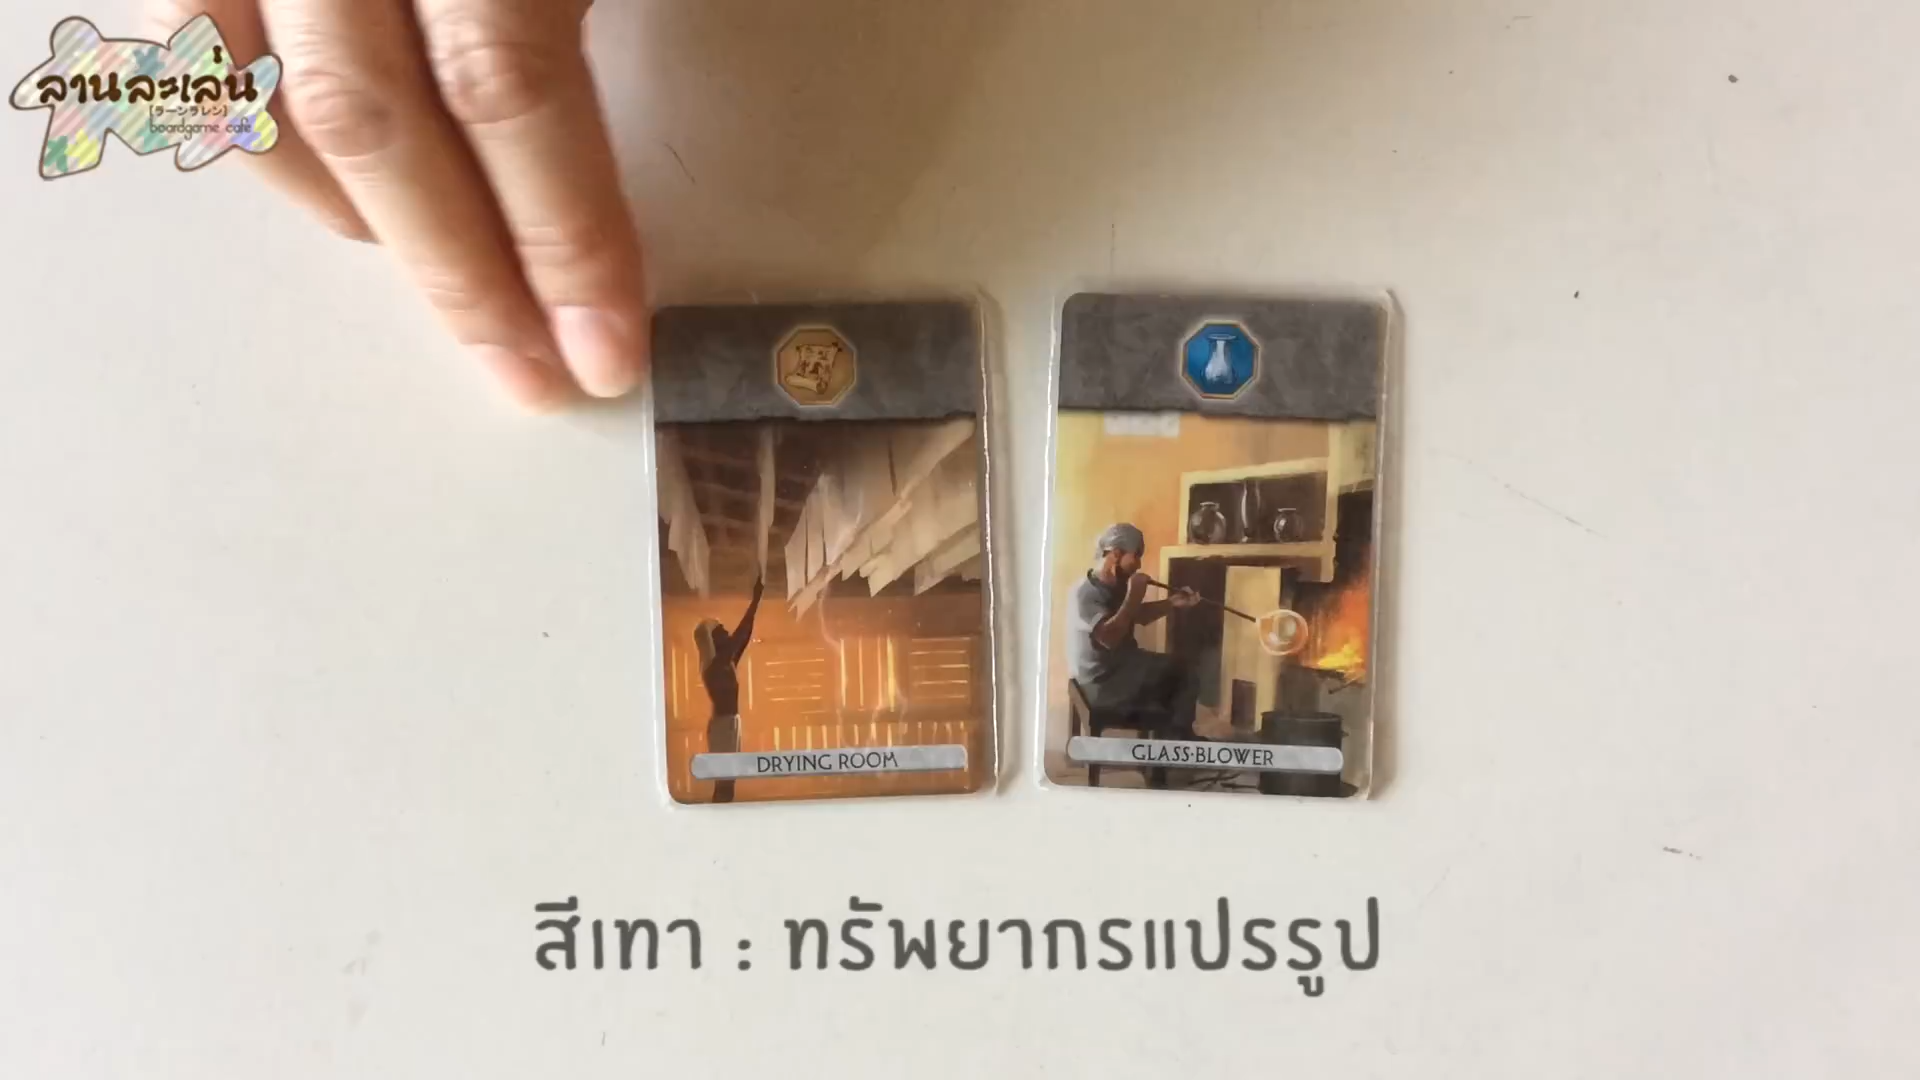 ลานละเล่น
[ラーンラレン]
boardgame cafe
DRYING ROOM
GLASS-BLOWER
สีเทา : ทรัพยากรแปรรูป